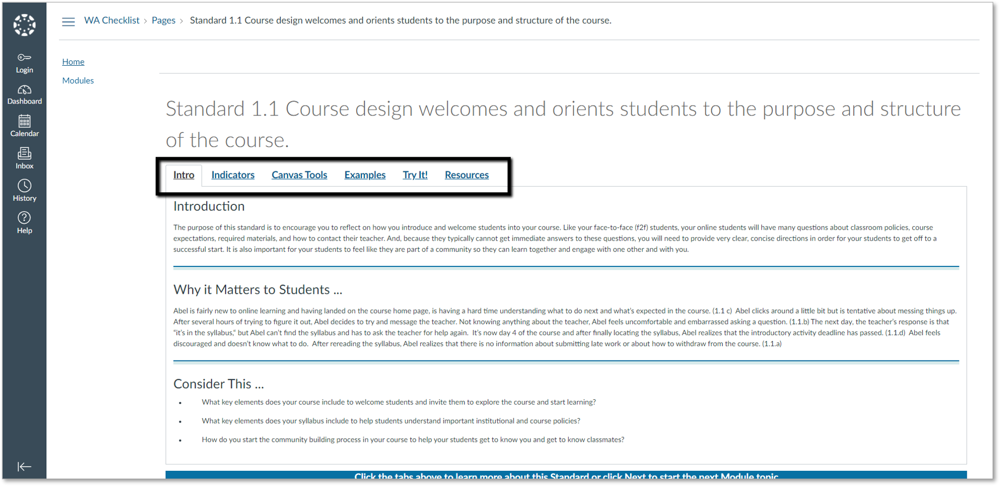 WA Checklist › Pages › Standard 1.1 Course design welcomes and orients students to the purpose and structure of the course.
Login
Dashboard
Calendar
Inbox
History
Help
Home
Modules
Standard 1.1 Course design welcomes and orients students to the purpose and structure
of the course.
Intro Indicators Canvas Tools Examples Try It! Resources
Introduction
The purpose of this standard is to encourage you to reflect on how you introduce and welcome students into your course. Like your face-to-face (f2f) students, your online students will have many questions about classroom policies, course
expectations, required materials, and how to contact their teacher. And, because they typically cannot get immediate answers to these questions, you will need to provide very clear, concise directions in order for your students to get off to a
successful start. It is also important for your students to feel like they are part of a community so they can learn together and engage with one other and with you.
Why it Matters to Students ...
Abel is fairly new to online learning and having landed on the course home page, is having a hard time understanding what to do next and what's expected in the course. (1.1 c)  Abel clicks around a little bit but is tentative about messing things up.
After several hours of trying to figure it out, Abel decides to try and message the teacher. Not knowing anything about the teacher, Abel feels uncomfortable and embarrassed asking a question. (1.1.b) The next day, the teacher's response is that
“it's in the syllabus,“ but Abel can't find the syllabus and has to ask the teacher for help again.  It's now day 4 of the course and after finally locating the syllabus, Abel realizes that the introductory activity deadline has passed. (1.1.d)  Abel feels
discouraged and doesn't know what to do.  After rereading the syllabus, Abel realizes that there is no information about submitting late work or about how to withdraw from the course. (1.1.a)
Consider This ...
• What key elements does your course include to welcome students and invite them to explore the course and start learning?
• What key elements does your syllabus include to help students understand important institutional and course policies?
• How do you start the community building process in your course to help your students get to know you and get to know classmates?
Click the tabs above to learn more about this Standard or click Next to start the next Module topic